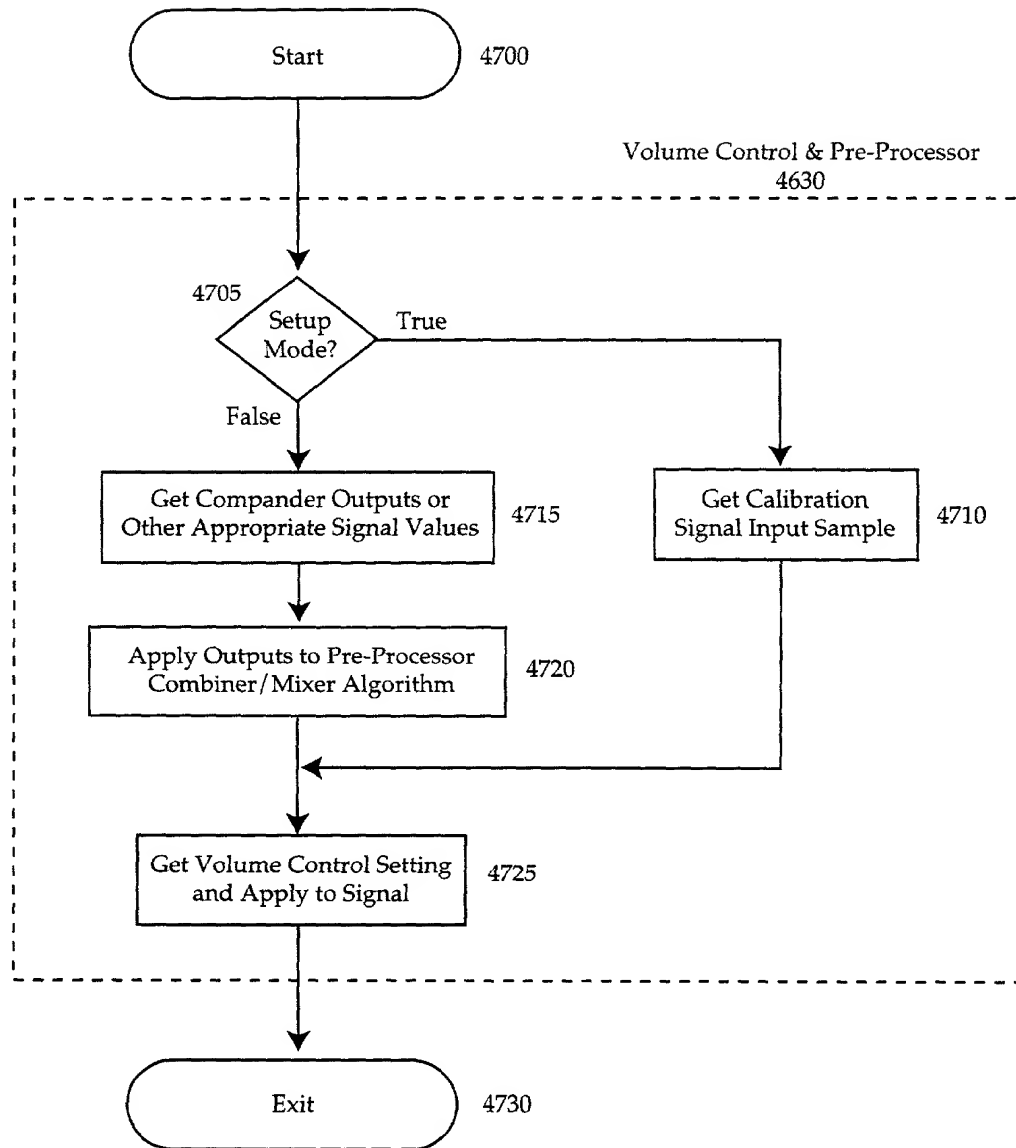 Start
4700
Volume Control & Pre-Processor
4630
4705
Setup
Mode?
True
False
Get Compander Outputs or
Other Appropriate Signal Values
4715
Get Calibration
Signal Input Sample
4710
Apply Outputs to Pre-Processor
Combiner/Mixer Algorithm
4720
Get Volume Control Setting
and Apply to Signal
4725
Exit
4730